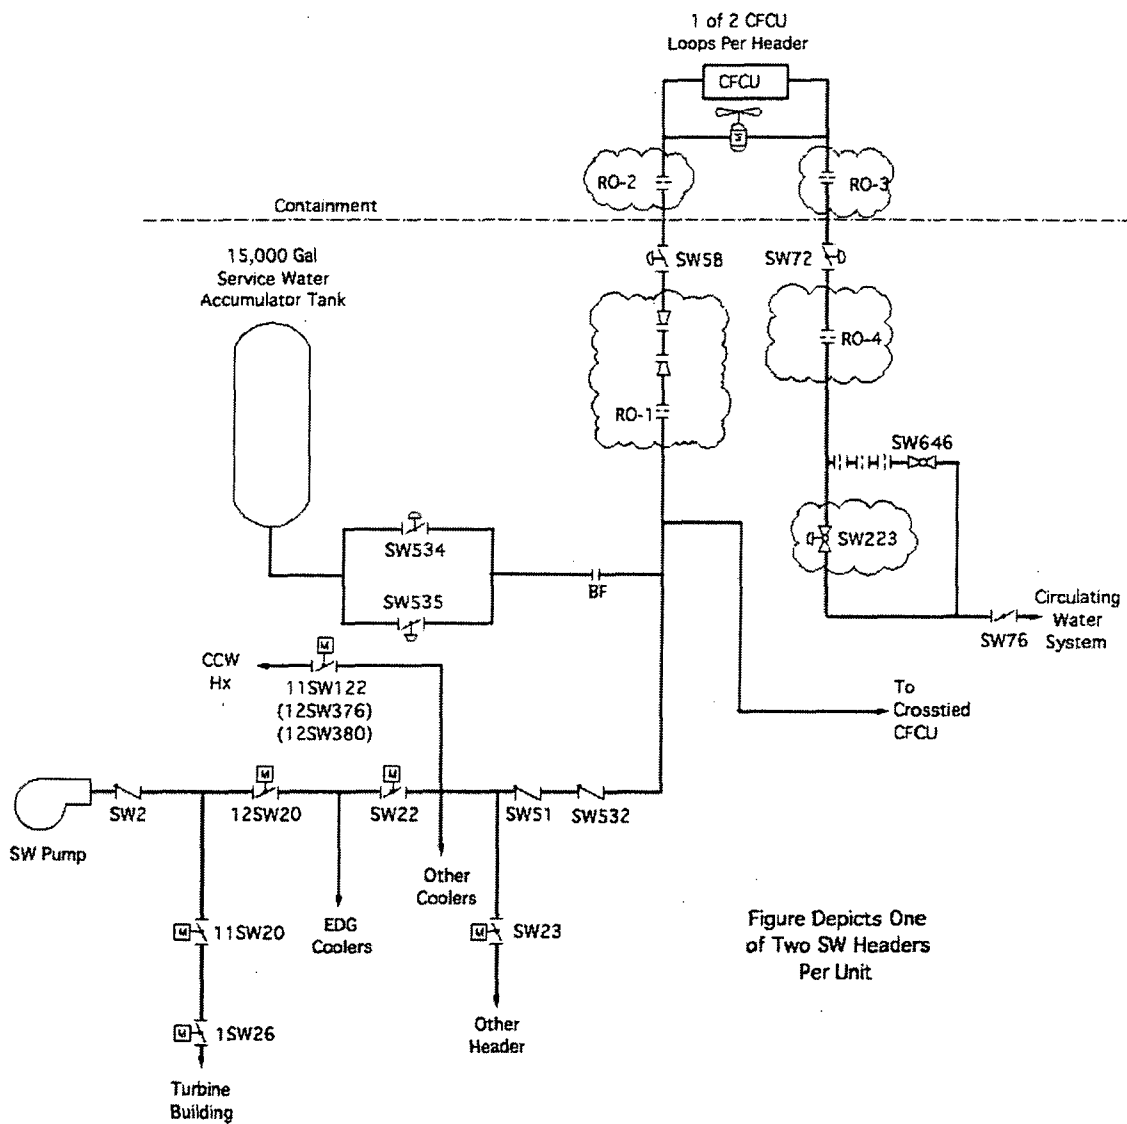 1 of 2 CFCU
Loops Per Header
CFCU
M
RO-2
RO-3
Containment
15,000 Gal
Service Water
Accumulator Tank
SW58
SW72
RO-4
RO-1
SW646
SW534
SW223
SW535
BF
Circulating
Water
System
SW76
M
CCW
Hx
11SW122
(12SW376)
(12SW380)
To
Crosstied
CFCU
M
M
SW2
12SW20
SW22
SW51
SW532
SW Pump
Other
Coolers
EDG
Coolers
M
11SW20
M
SW23
Figure Depicts One
of Two SW Headers
Per Unit
M
1SW26
Other
Header
Turbine
Building